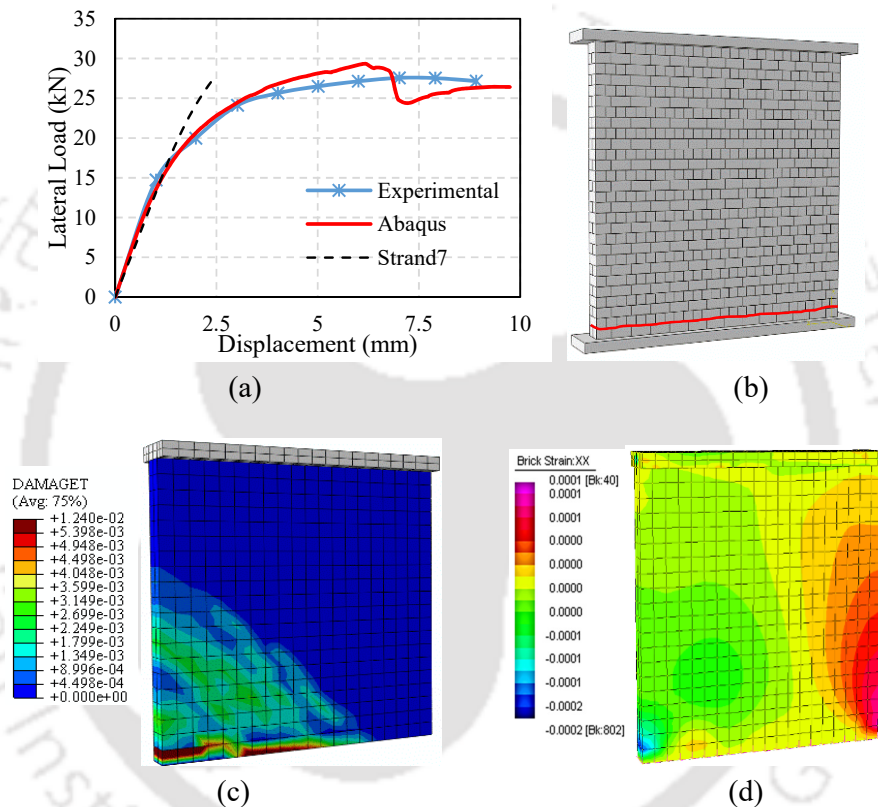 35
30
25
20
15
10
5
0
Lateral Load (kN)
Experimental
Abaqus
Strand7
0
2.5
5
7.5
10
Displacement (mm)
(a)
(b)
DAMAGET
(Avg: 75%)
+1.240e-02
+5.398e-03
+4.948e-03
+4.498e-03
+4.048e-03
+3.599e-03
+3.149e-03
+2.699e-03
+2.249e-03
+1.799e-03
+1.349e-03
+8.996e-04
+4.498e-04
+0.000e+00
(c)
Brick Strain:XX
0.0001 [Bk:40]
0.0001
0.0001
0.0001
0.0000
0.0000
0.0000
0.0000
-0.0001
-0.0001
-0.0001
-0.0002
-0.0002 [Bk:802]
(d)
Inst